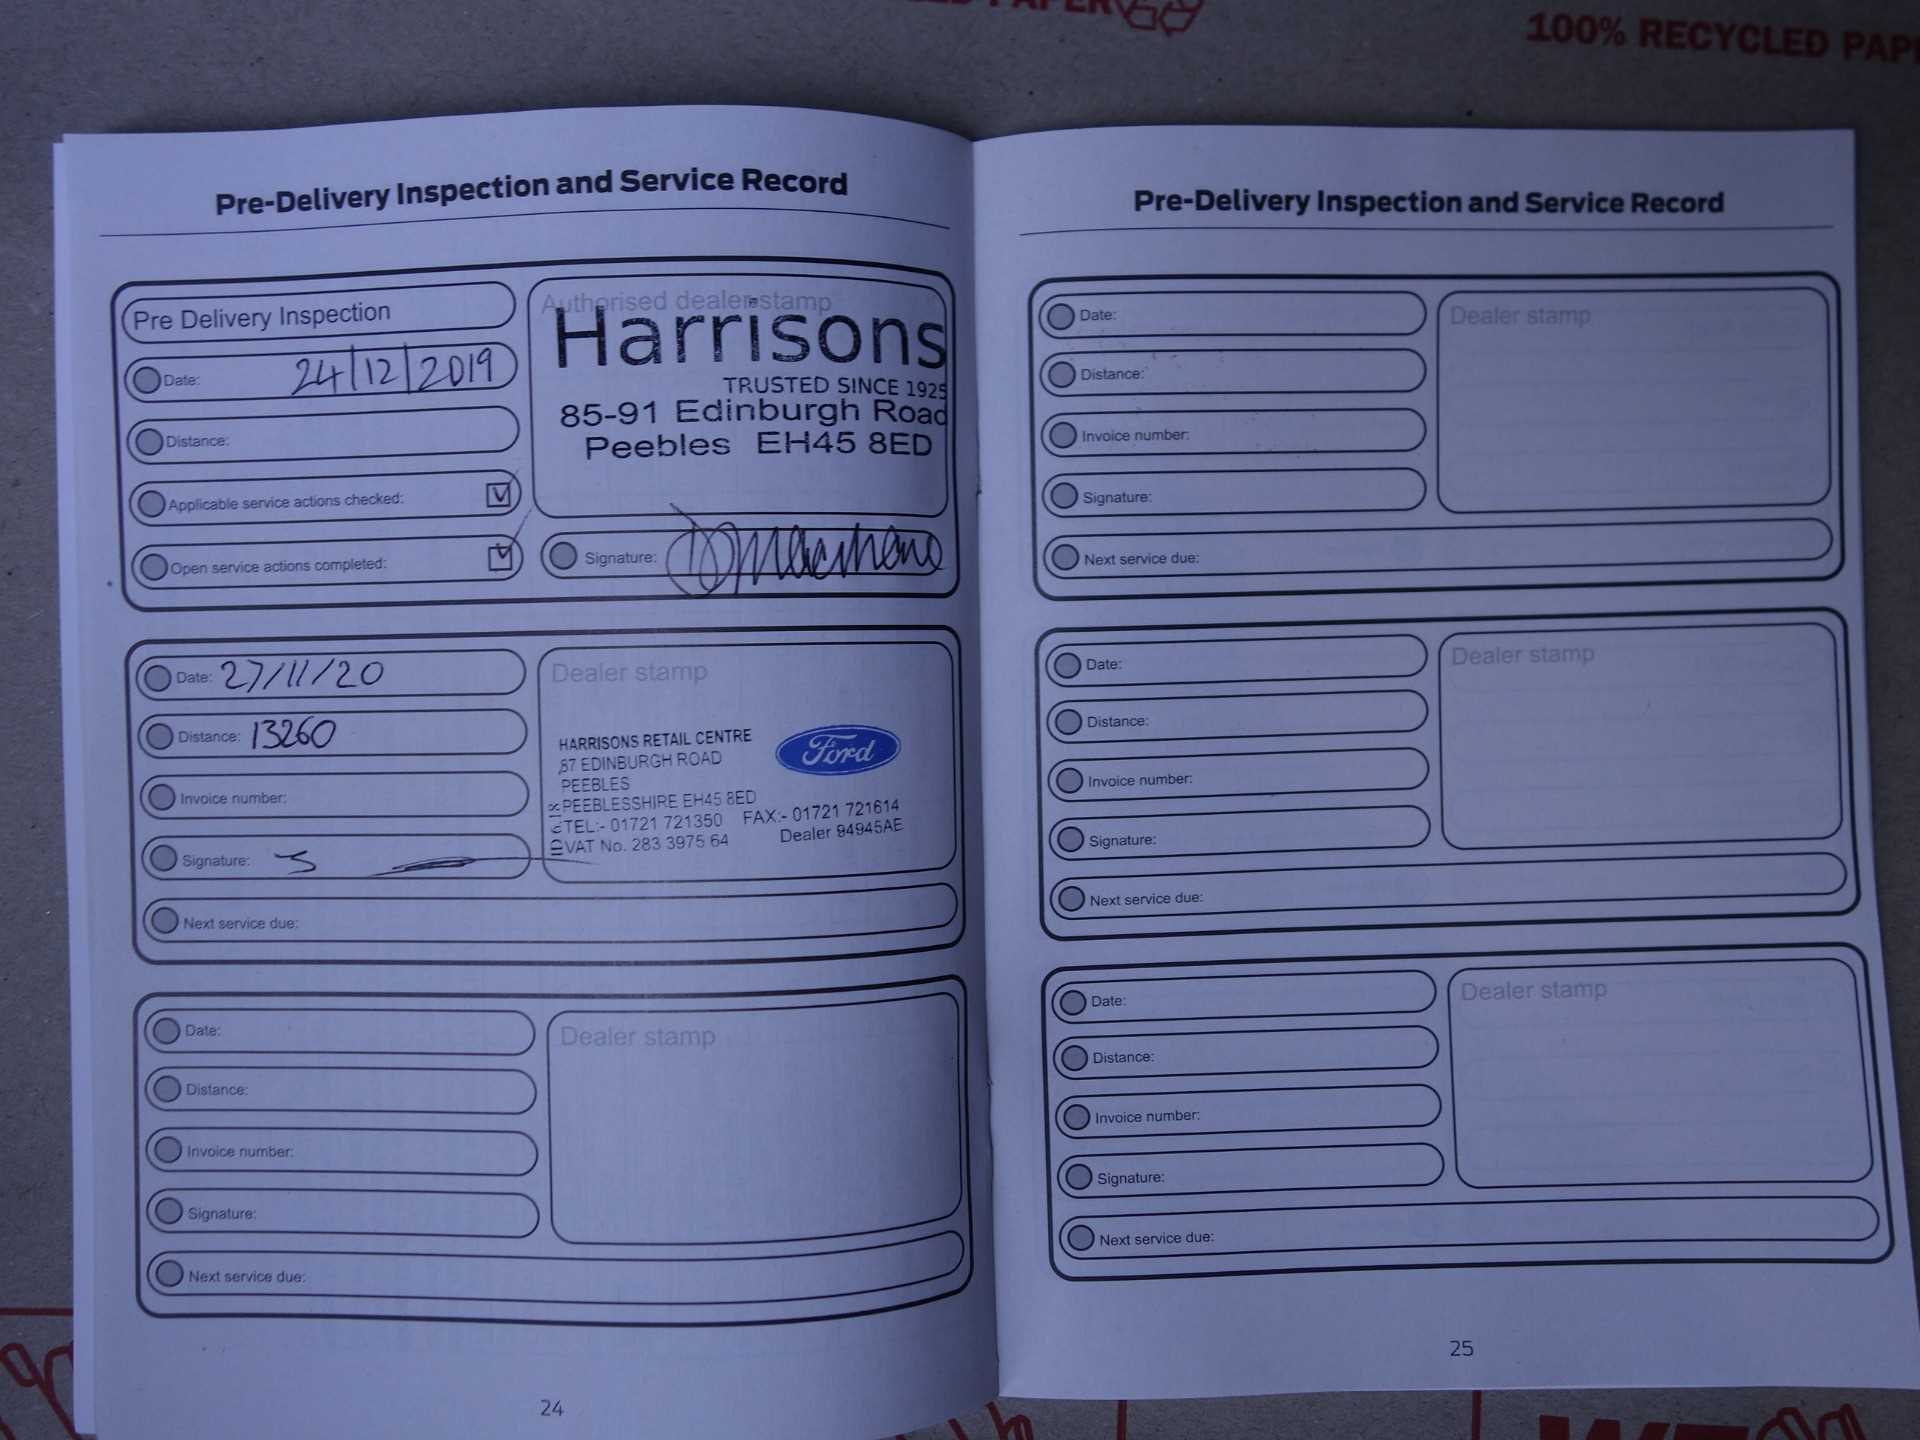 ED PAPER
100% RECYCLED PAP
Pre-Delivery Inspection and Service Record
Pre Delivery Inspection
Date: 24/12/2019
Distance:
Applicable service actions checked:
Open service actions completed:
Authorised dealer stamp
Harrisons
TRUSTED SINCE 1925
85-91 Edinburgh Road
Peebles EH45 8ED
Signature:
Date: 27/11/20
Distance: 13260
Invoice number:
Signature:
Next service due:
Dealer stamp
HARRISONS RETAIL CENTRE
87 EDINBURGH ROAD
PEEBLES
PEEBLESSHIRE EH45 8ED
TEL:- 01721 721350 FAX:- 01721 721614
VAT No. 283 3975 64 Dealer 94945AE
Ford
Date:
Distance:
Invoice number:
Signature:
Next service due:
Dealer stamp
24
Pre-Delivery Inspection and Service Record
Date:
Distance:
Invoice number:
Signature:
Next service due:
Dealer stamp
Date:
Distance:
Invoice number:
Signature:
Next service due:
Dealer stamp
Date:
Distance:
Invoice number:
Signature:
Next service due:
Dealer stamp
25